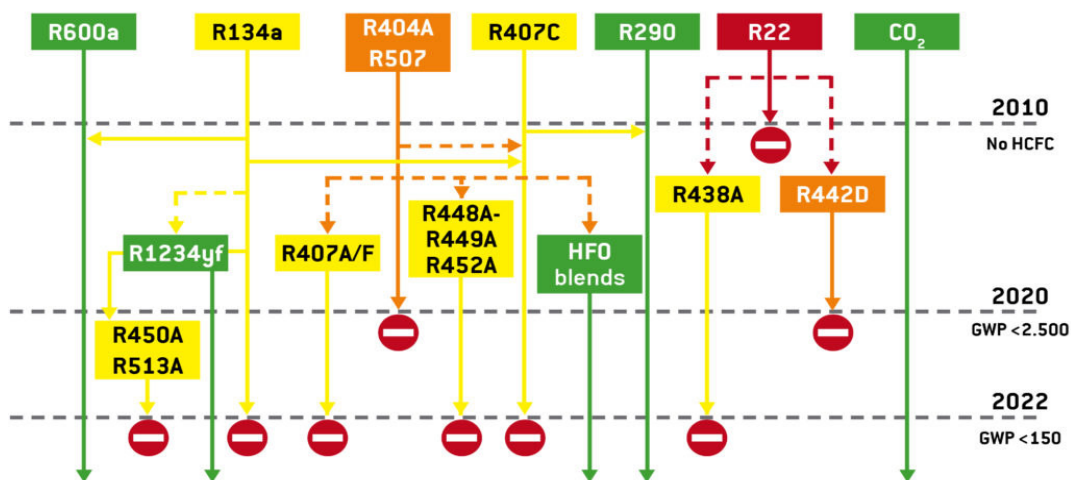 R600a
R134a
R404A
R507
R407C
R290
R22
CO₂
2010
No HCFC
R438A
R442D
R448A-
R449A
R452A
R1234yf
R407A/F
HFO
blends
2020
GWP <2.500
R450A
R513A
2022
GWP <150